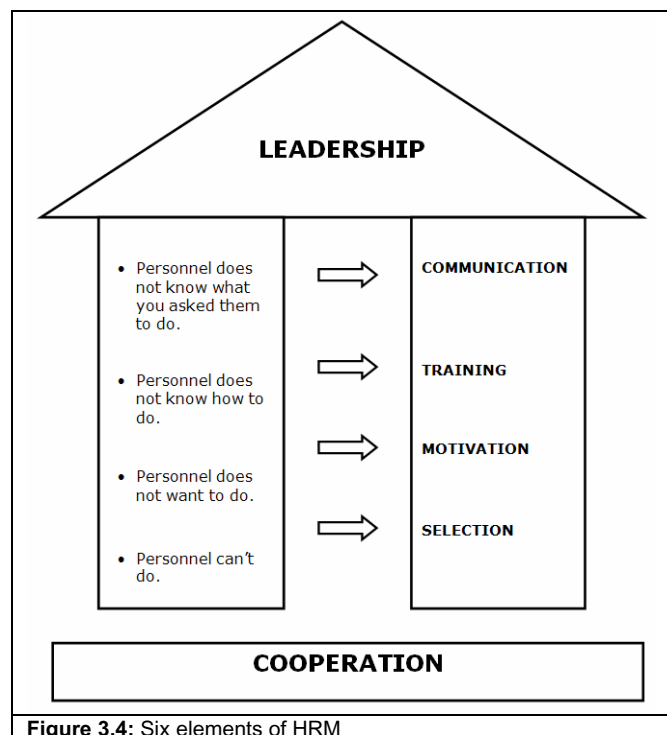 LEADERSHIP
• Personnel does
not know what
you asked them
to do.
COMMUNICATION
• Personnel does
not know how to
do.
TRAINING
• Personnel does
not want to do.
MOTIVATION
• Personnel can't
do.
SELECTION
COOPERATION
Figure 3.4: Six elements of HRM